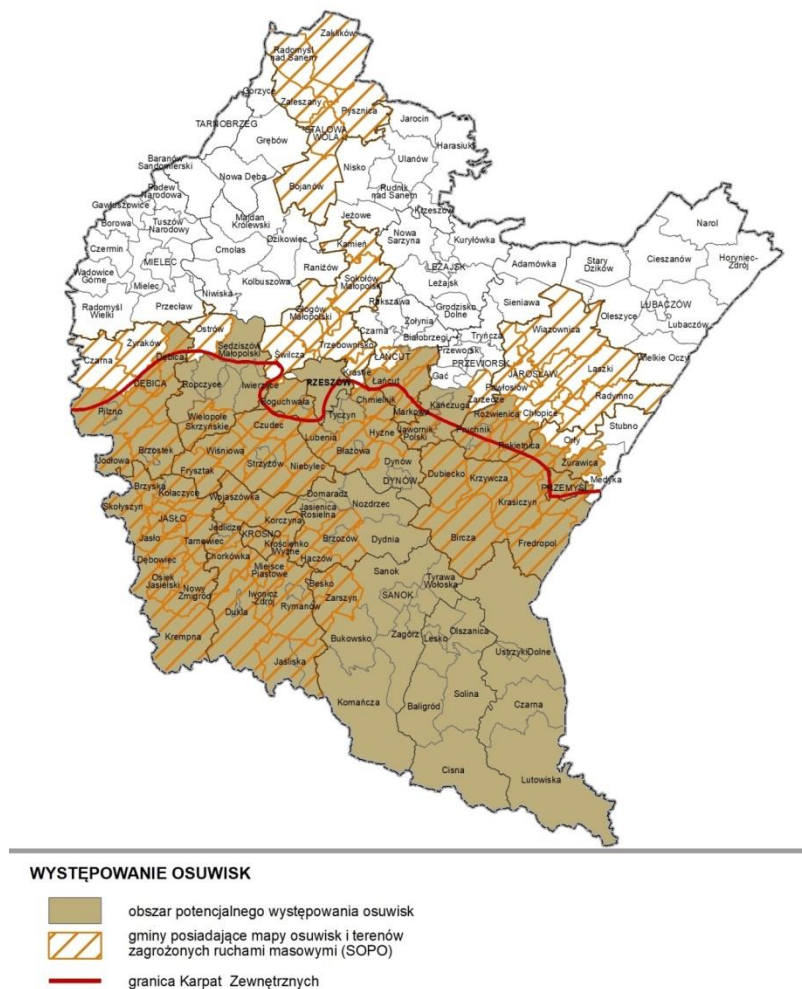 Zaklików
Radomyśl
nad Sanem
Gorzyce
Zaleszany
Pysznica
TARNOBRZEG
STALOWA
WOLA
Jarocin
Grębów
Harasiuki
Baranów
Sandomierski
Ulanów
Nisko
Nowa Dęba
Bojanów
Padew
Narodowa
Rudnik
nad Sanem
Gawłuszowice
Majdan
Królewski
Krzeszów
Borowa
Tuszów
Narodowy
Jeżowe
Narol
Nowa
Sarzyna
Dzikowiec
Kamień
Kuryłówka
Czermin
Cmolas
Stary
Dzików
Cieszanów
Horyniec-
Zdrój
MIELEC
Raniżów
LEŻAJSK
Adamówka
Wadowice
Górne
Sokołów
Małopolski
Leżajsk
Mielec
Kolbuszowa
Sieniawa
Niwiska
Rakszawa
Grodzisko
Dolne
Oleszyce
LUBACZÓW
Radomyśl
Wielki
Przecław
Głogów
Małopolski
Żołynia
Lubaczów
Ostrów
Czarna
Tryńcza
Wiązownica
Białobrzegi
Żyraków
Sędziszów
Małopolski
Trzebownisko
Przeworsk
Czarna
Świlcza
ŁAŃCUT
PRZEWORSK
Wielkie Oczy
Dębica
Krasne
JAROSŁAW
Laszki
DĘBICA
Ropczyce
Iwierzyce
RZESZÓW
Łańcut
Gać
Pawłosiów
Boguchwała
Chmielnik
Zarzecze
Radymno
Pilzno
Kańczuga
Roźwienica
Chłopice
Wielopole
Skrzyńskie
Tyczyn
Markowa
Czudec
Jawornik
Polski
Pruchnik
Stubno
Lubenia
Hyżne
Rokietnica
Orły
Brzostek
Wiśniowa
Błażowa
Jodłowa
Strzyżów
Niebylec
Dynów
Żurawica
Frysztak
Dubiecko
Krzywcza
Medyka
Brzyska
Kołaczyce
Wojaszówka
DYNÓW
PRZEMYŚL
Domaradz
Krasiczyn
Skołyszyn
Jasienica
Rosielna
Nozdrzec
JASŁO
Korczyna
Jedlicze
KROSNO
Bircza
Fredropol
Jasło
Tarnowiec
Krościenko
Wyżne
Brzozów
Dydnia
Dębowiec
Chorkówka
Haczów
Miejsce
Piastowe
Sanok
Osiek
Jasielski
Besko
Tyrawa
Wołoska
Nowy
Żmigród
Iwonicz
Zdrój
Zarszyn
SANOK
Dukla
Rymanów
Olszanica
Zagórz
Lesko
Bukowsko
UstrzykiDolne
Krempna
Jaśliska
Solina
Komańcza
Baligród
Czarna
Cisna
Lutowiska
WYSTĘPOWANIE OSUWISK
obszar potencjalnego występowania osuwisk
gminy posiadające mapy osuwisk i terenów
zagrożonych ruchami masowymi (SOPO)
granica Karpat Zewnętrznych